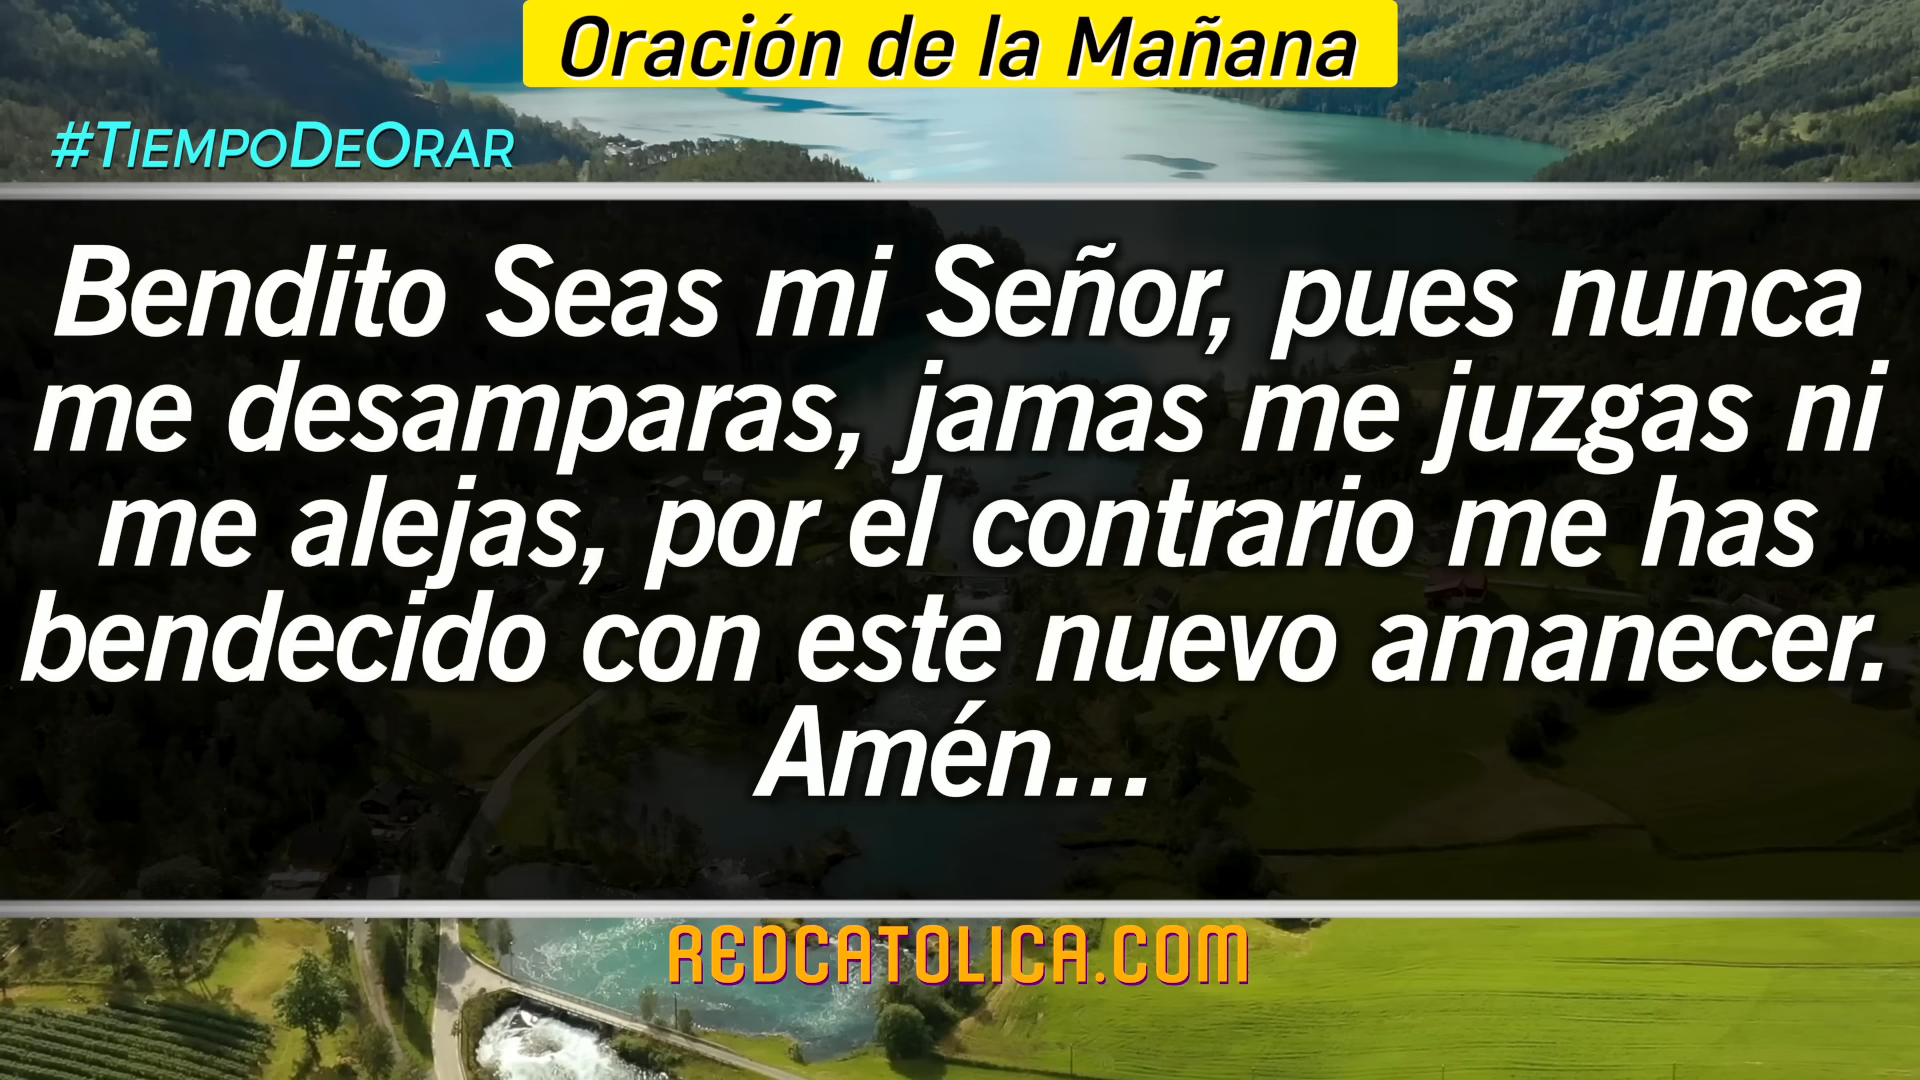 Oración de la Mañana
#TiempoDeOrar
Bendito Seas mi Señor, pues nunca
me desamparas, jamas me juzgas ni
me alejas, por el contrario me has
bendecido con este nuevo amanecer.
Amén...
REDCATOLICA.COM